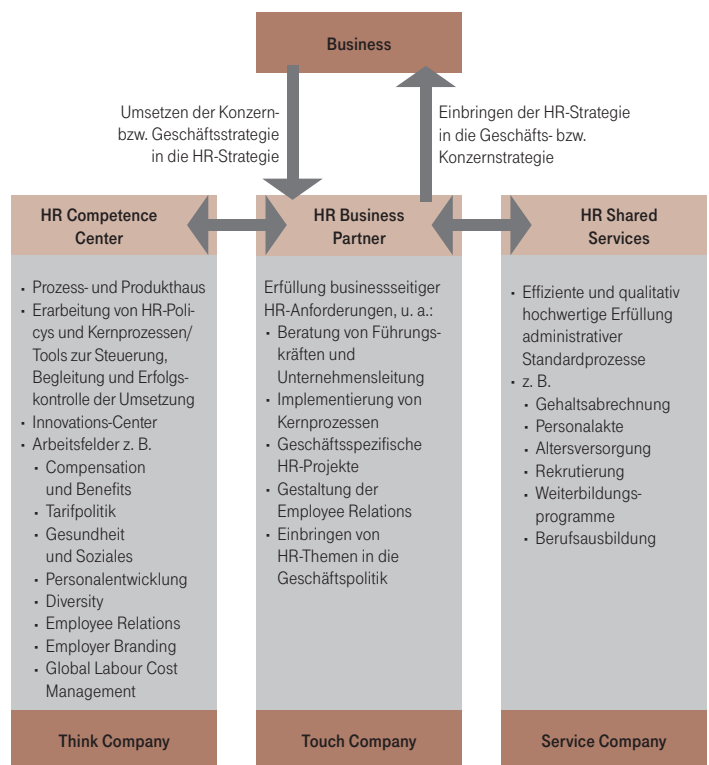 Business
Umsetzen der Konzern-
bzw. Geschäftsstrategie
in die HR-Strategie
Einbringen der HR-Strategie
in die Geschäfts- bzw.
Konzernstrategie
HR Competence
Center
• Prozess- und Produkthaus
• Erarbeitung von HR-Poli-
cys und Kernprozessen/
Tools zur Steuerung,
Begleitung und Erfolgs-
kontrolle der Umsetzung
• Innovations-Center
• Arbeitsfelder z. B.
• Compensation
und Benefits
• Tarifpolitik
• Gesundheit
und Soziales
• Personalentwicklung
• Diversity
• Employee Relations
• Employer Branding
• Global Labour Cost
Management
Think Company
HR Business
Partner
Erfüllung businessseitiger
HR-Anforderungen, u. a.:
• Beratung von Führungs-
kräften und
Unternehmensleitung
• Implementierung von
Kernprozessen
• Geschäftsspezifische
HR-Projekte
• Gestaltung der
Employee Relations
• Einbringen von
HR-Themen in die
Geschäftspolitik
Touch Company
HR Shared
Services
• Effiziente und qualitativ
hochwertige Erfüllung
administrativer
Standardprozesse
• z. B.
• Gehaltsabrechnung
• Personalakte
• Altersversorgung
• Rekrutierung
• Weiterbildungs-
programme
• Berufsausbildung
Service Company